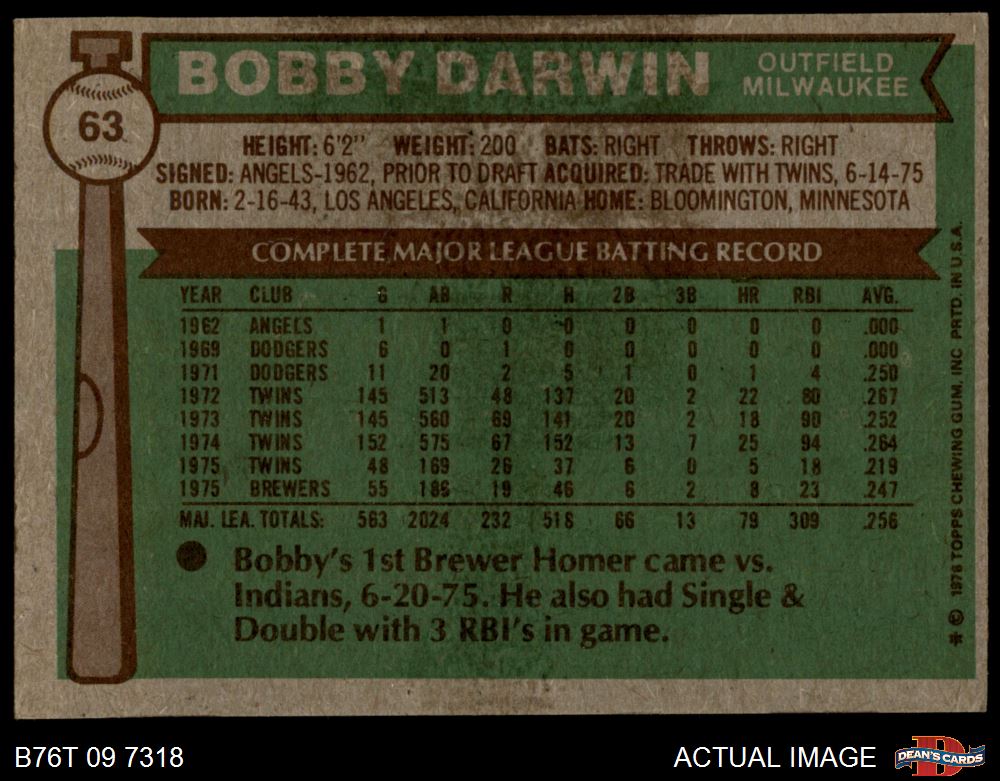 BOBBY DARWIN
OUTFIELD
MILWAUKEE
63
HEIGHT: 6'2" WEIGHT: 200 BATS: RIGHT THROWS: RIGHT
SIGNED: ANGELS-1962, PRIOR TO DRAFT ACQUIRED: TRADE WITH TWINS, 6-14-75
BORN: 2-16-43, LOS ANGELES, CALIFORNIA HOME: BLOOMINGTON, MINNESOTA
COMPLETE MAJOR LEAGUE BATTING RECORD
YEAR CLUB G AB R H 2B 3B HR RBI AVG.
1962 ANGELS 1 1 0 0 0 0 0 0 .000
1969 DODGERS 6 0 1 0 0 0 0 0 .000
1971 DODGERS 11 20 2 5 1 0 1 4 .250
1972 TWINS 145 513 48 137 20 2 22 80 .267
1973 TWINS 145 560 69 141 20 2 18 90 .252
1974 TWINS 152 575 67 152 13 7 25 94 .264
1975 TWINS 48 169 26 37 6 0 5 18 .219
1975 BREWERS 55 186 19 46 6 2 8 23 .247
MAJ. LEA. TOTALS: 563 2024 232 518 66 13 79 309 .256
Bobby's 1st Brewer Homer came vs.
Indians, 6-20-75. He also had Single &
Double with 3 RBI's in game.
* © 1976 TOPPS CHEWING GUM, INC PRTD. IN U.S.A.
B76T 09 7318
ACTUAL IMAGE
D
DEAN'S CARDS